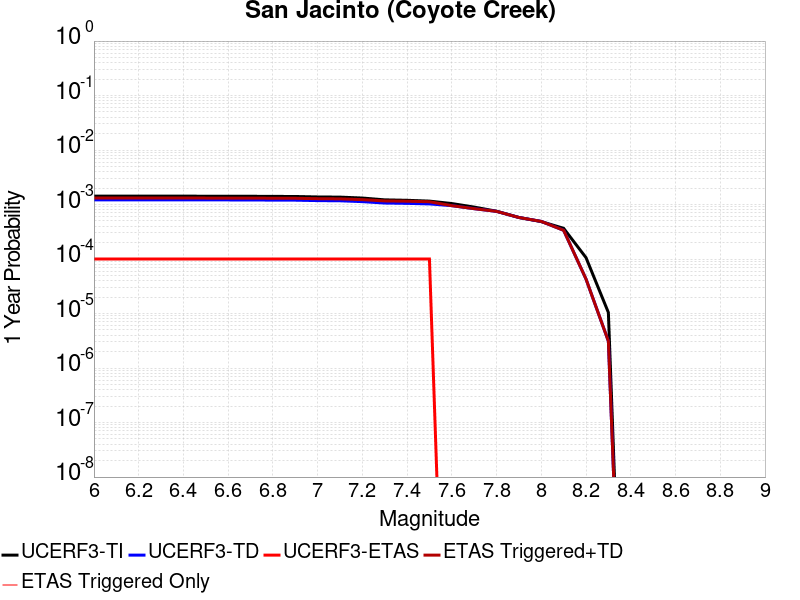 San Jacinto (Coyote Creek)
10^0
10^-1
10^-2
10^-3
10^-4
10^-5
10^-6
10^-7
10^-8
1 Year Probability
6 6.2 6.4 6.6 6.8 7 7.2 7.4 7.6 7.8 8 8.2 8.4 8.6 8.8 9
Magnitude
UCERF3-TI UCERF3-TD UCERF3-ETAS ETAS Triggered+TD
ETAS Triggered Only